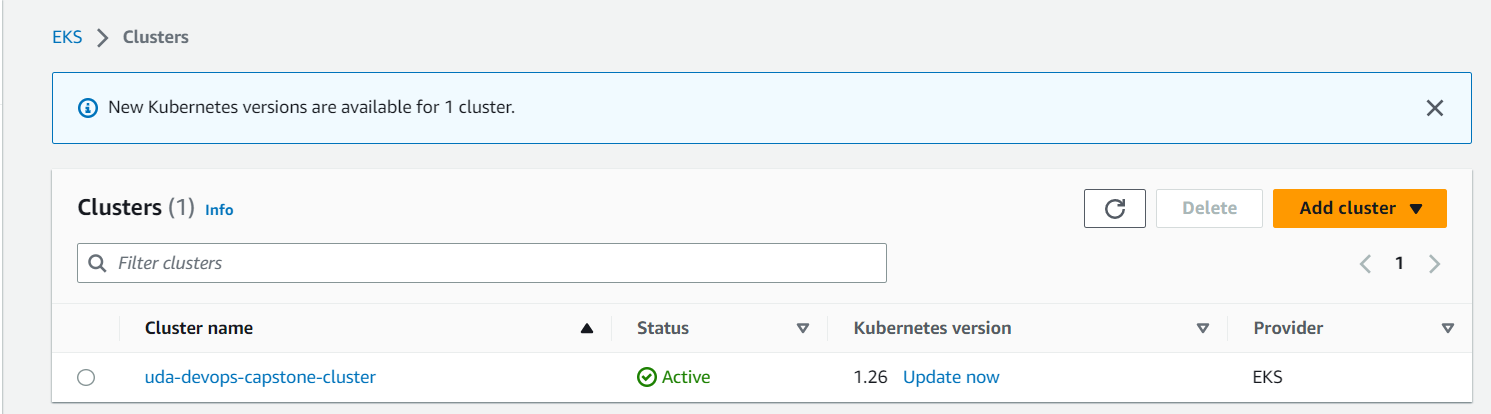 EKS > Clusters
New Kubernetes versions are available for 1 cluster.
Clusters (1) Info
Delete
Add cluster
Filter clusters
1
Cluster name Status Kubernetes version Provider
uda-devops-capstone-cluster Active 1.26 Update now EKS